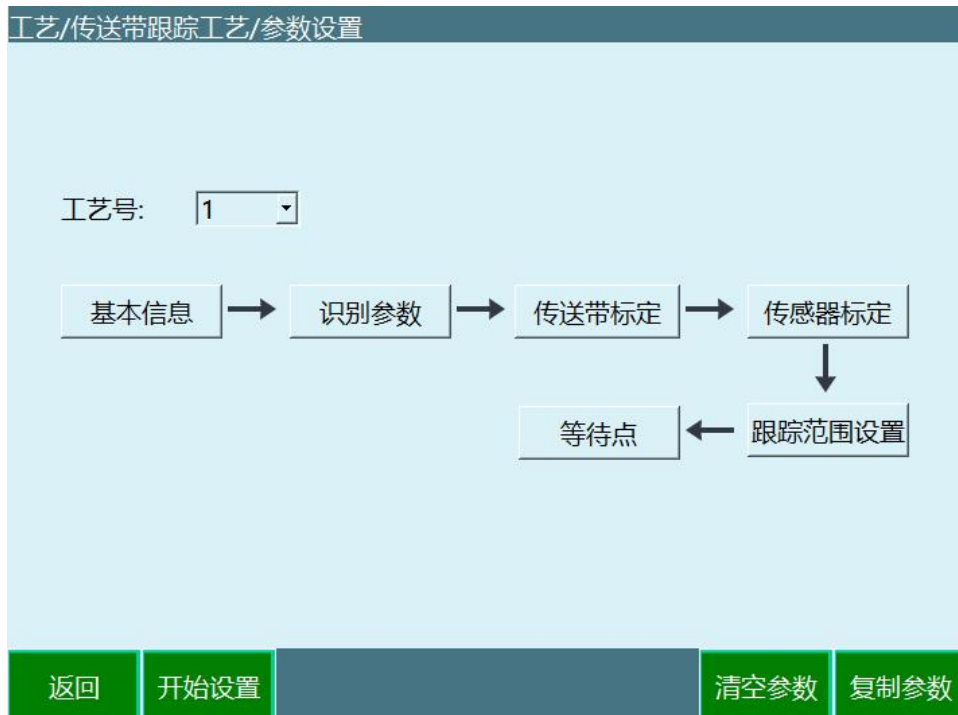 工艺/传送带跟踪工艺/参数设置
工艺号: 1
基本信息 识别参数 传送带标定 传感器标定
等待点 跟踪范围设置
返回 开始设置 清空参数 复制参数